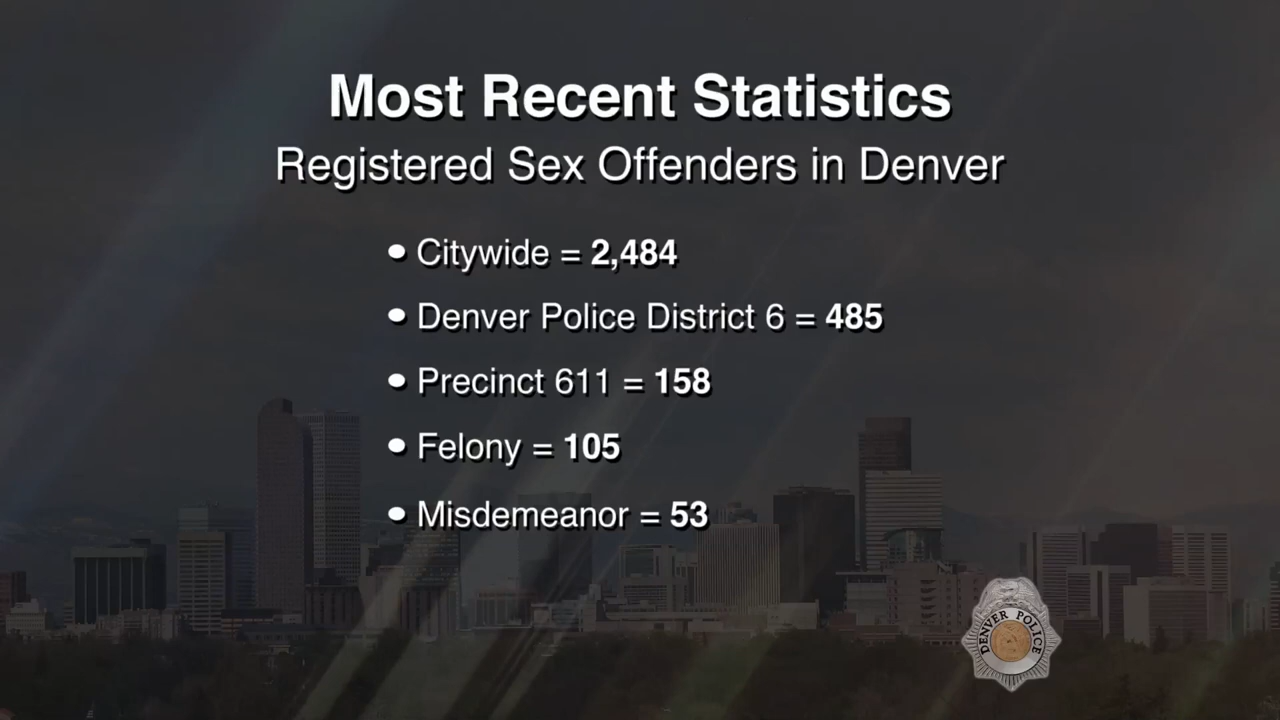 Most Recent Statistics
Registered Sex Offenders in Denver
• Citywide = 2,484
• Denver Police District 6 = 485
• Precinct 611 = 158
• Felony = 105
• Misdemeanor = 53
DENVER POLICE